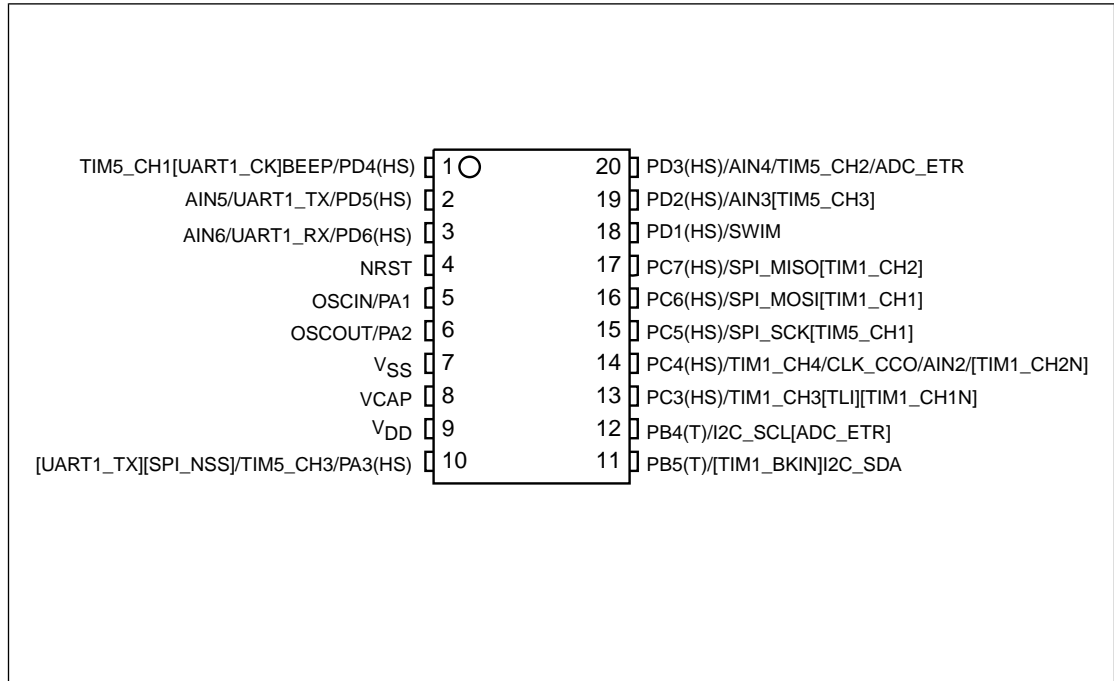 TIM5_CH1[UART1_CK]BEEP/PD4(HS) 1 20 PD3(HS)/AIN4/TIM5_CH2/ADC_ETR
AIN5/UART1_TX/PD5(HS) 2 19 PD2(HS)/AIN3[TIM5_CH3]
AIN6/UART1_RX/PD6(HS) 3 18 PD1(HS)/SWIM
NRST 4 17 PC7(HS)/SPI_MISO[TIM1_CH2]
OSCIN/PA1 5 16 PC6(HS)/SPI_MOSI[TIM1_CH1]
OSCOUT/PA2 6 15 PC5(HS)/SPI_SCK[TIM5_CH1]
VSS 7 14 PC4(HS)/TIM1_CH4/CLK_CCO/AIN2/[TIM1_CH2N]
VCAP 8 13 PC3(HS)/TIM1_CH3[TLI][TIM1_CH1N]
VDD 9 12 PB4(T)/I2C_SCL[ADC_ETR]
[UART1_TX][SPI_NSS]/TIM5_CH3/PA3(HS) 10 11 PB5(T)/[TIM1_BKIN]I2C_SDA